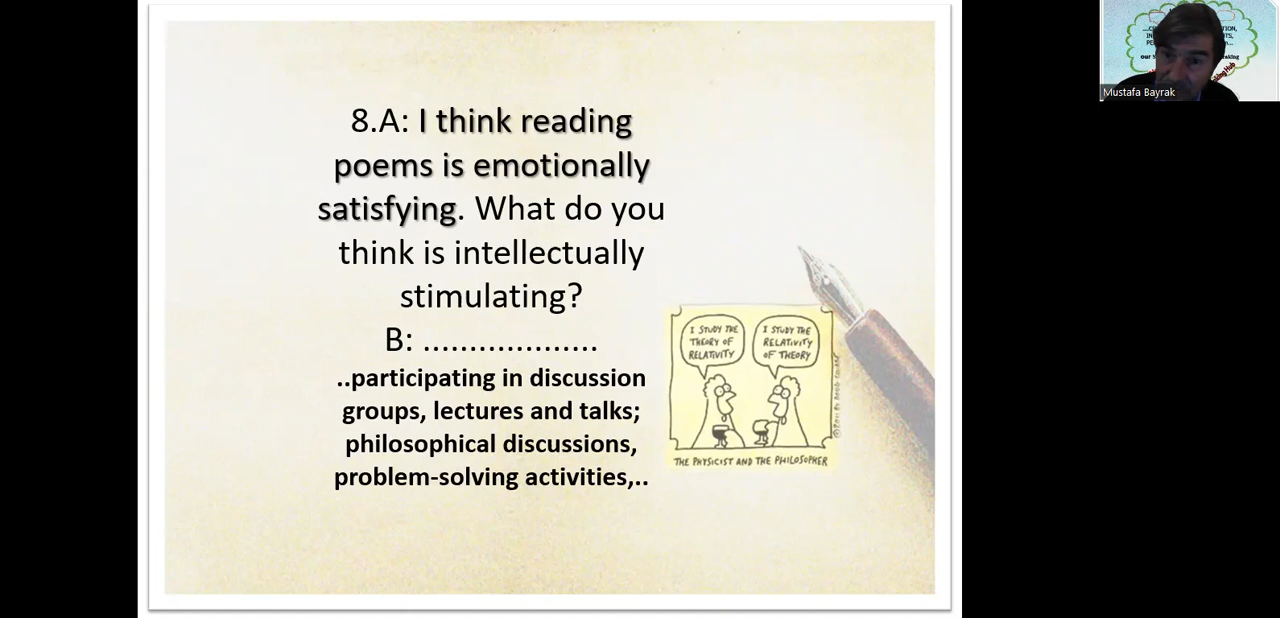 8.A: I think reading
poems is emotionally
satisfying. What do you
think is intellectually
stimulating?
B: ...................
..participating in discussion
groups, lectures and talks;
philosophical discussions,
problem-solving activities,..
I STUDY THE
THEORY OF
RELATIVITY
I STUDY THE
RELATIVITY
OF THEORY
THE PHYSICIST AND THE PHILOSOPHER
Mustafa Bayrak